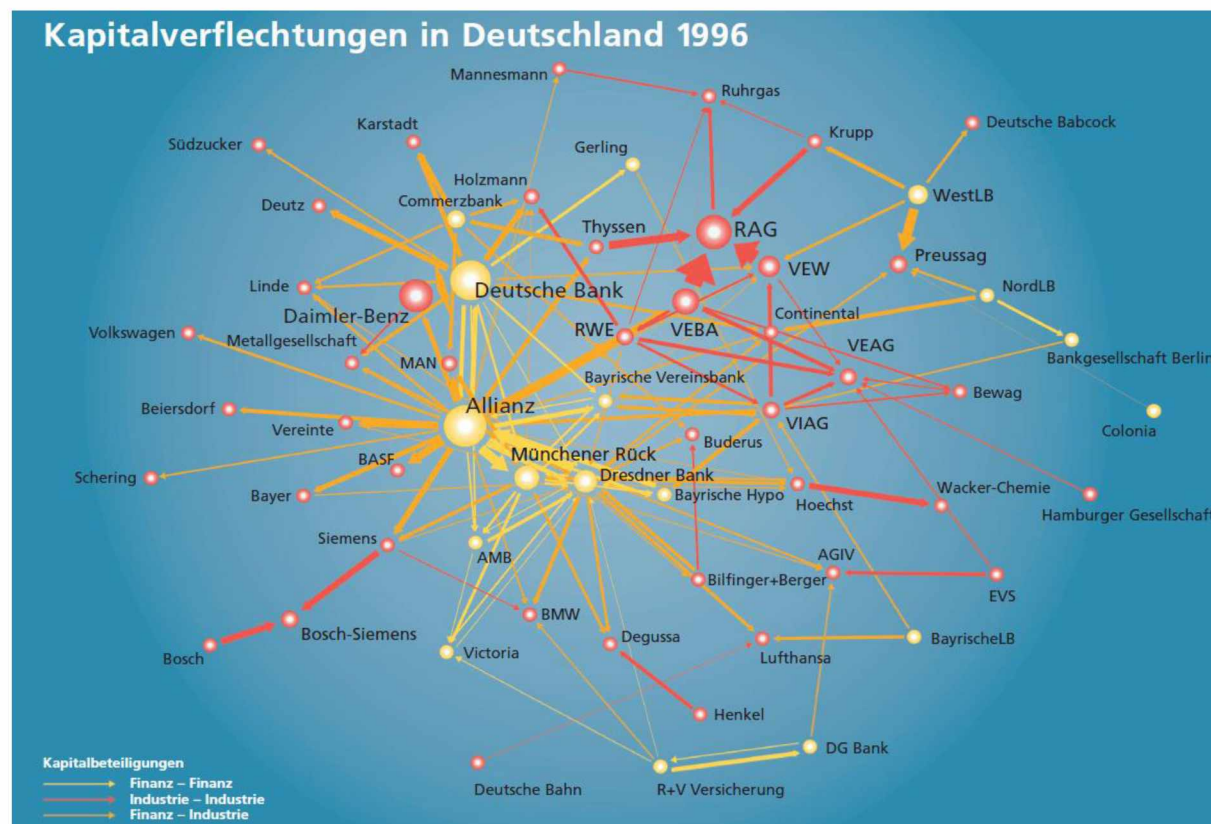 Kapitalverflechtungen in Deutschland 1996
Mannesmann
Ruhrgas
Karstadt
Krupp
Deutsche Babcock
Südzucker
Gerling
Holzmann
Commerzbank
WestLB
Deutz
Thyssen
RAG
Preussag
VEW
Linde
Deutsche Bank
NordLB
Daimler-Benz
Volkswagen
Metallgesellschaft
RWE
VEBA
Continental
VEAG
Bankgesellschaft Berlin
MAN
Bayrische Vereinsbank
Bewag
Beiersdorf
Allianz
VIAG
Colonia
Vereinte
Buderus
BASF
Münchener Rück
Schering
Dresdner Bank
Bayer
Bayrische Hypo
Hoechst
Wacker-Chemie
Hamburger Gesellschaft
Siemens
AMB
AGIV
Bilfinger+Berger
EVS
BMW
Bosch-Siemens
Degussa
BayrischeLB
Bosch
Victoria
Lufthansa
Henkel
DG Bank
Deutsche Bahn
R+V Versicherung
Kapitalbeteiligungen
Finanz – Finanz
Industrie – Industrie
Finanz – Industrie